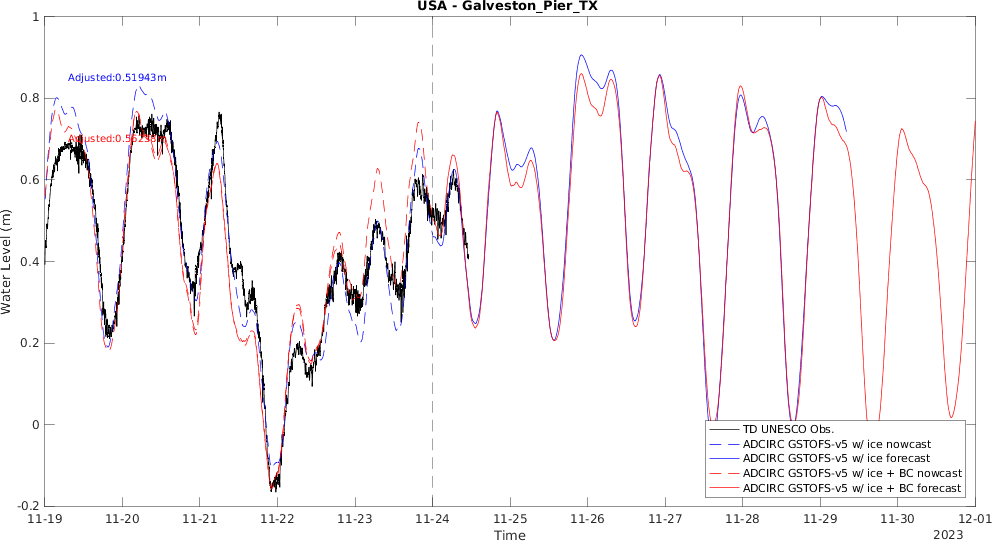 USA - Galveston_Pier_TX
Adjusted:0.51943m
Water Level (m)
1
0.8
0.6
0.4
0.2
0
-0.2
11-19
11-20
11-21
11-22
11-23
11-24
11-25
11-26
11-27
11-28
11-29
11-30
12-01
Time
2023
TD UNESCO Obs.
ADCIRC GSTOFS-v5 w/ ice nowcast
ADCIRC GSTOFS-v5 w/ ice forecast
ADCIRC GSTOFS-v5 w/ ice + BC nowcast
ADCIRC GSTOFS-v5 w/ ice + BC forecast